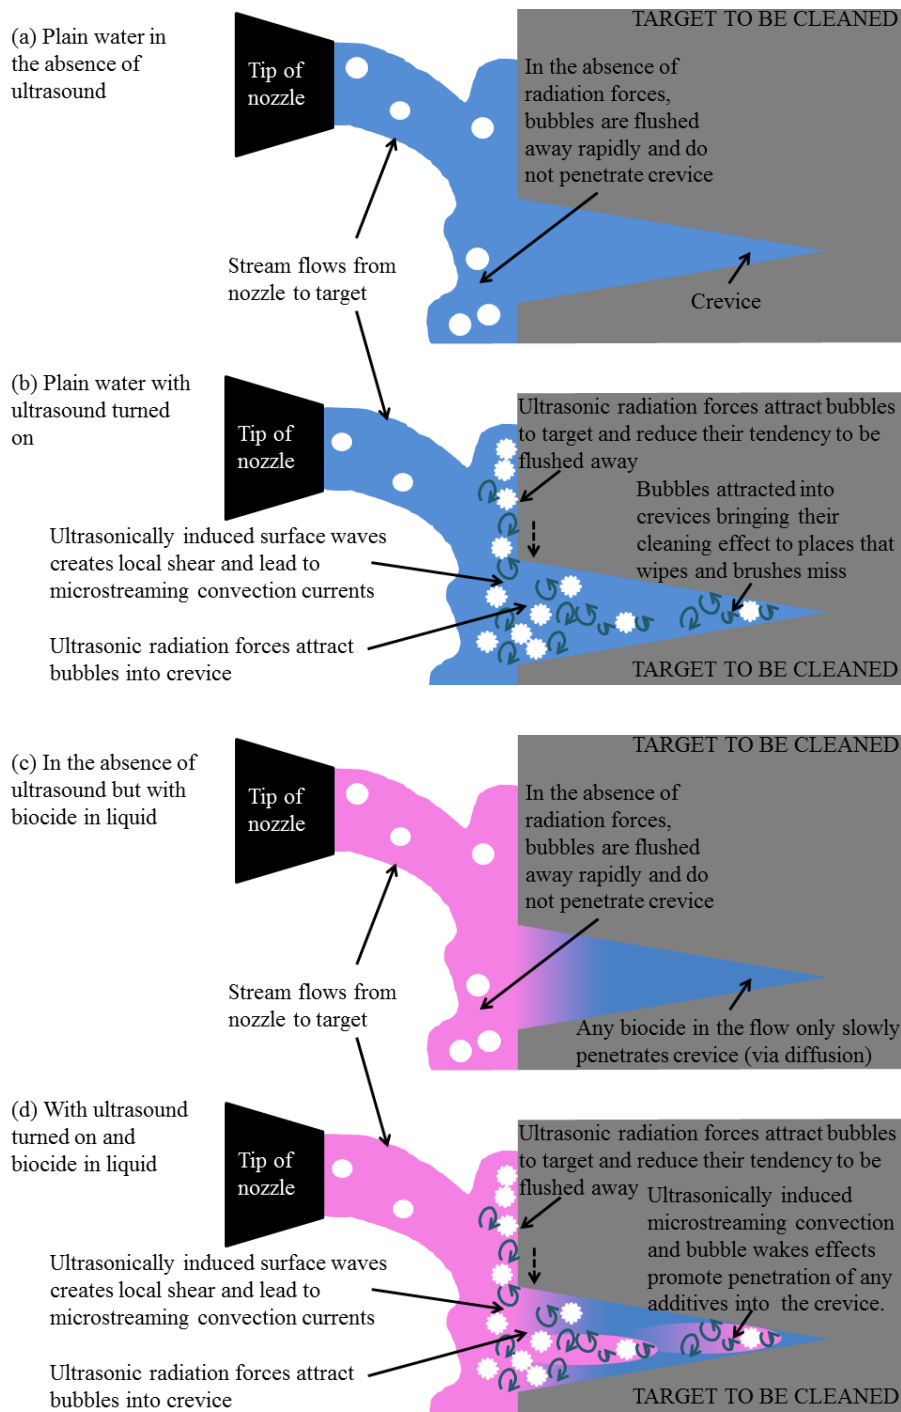 (a) Plain water in
the absence of
ultrasound
Tip of
nozzle
TARGET TO BE CLEANED
In the absence of
radiation forces,
bubbles are flushed
away rapidly and do
not penetrate crevice
Stream flows from
nozzle to target
Crevice
(b) Plain water with
ultrasound turned
on
Tip of
nozzle
Ultrasonic radiation forces attract bubbles
to target and reduce their tendency to be
flushed away
Bubbles attracted into
crevices bringing their
cleaning effect to places that
wipes and brushes miss
Ultrasonically induced surface waves
creates local shear and lead to
microstreaming convection currents
Ultrasonic radiation forces attract
bubbles into crevice
TARGET TO BE CLEANED
(c) In the absence of
ultrasound but with
biocide in liquid
Tip of
nozzle
TARGET TO BE CLEANED
In the absence of
radiation forces,
bubbles are flushed
away rapidly and do
not penetrate crevice
Stream flows from
nozzle to target
Any biocide in the flow only slowly
penetrates crevice (via diffusion)
(d) With ultrasound
turned on and
biocide in liquid
Tip of
nozzle
Ultrasonic radiation forces attract bubbles
to target and reduce their tendency to be
flushed away
Ultrasonically induced
microstreaming convection
and bubble wakes effects
promote penetration of any
additives into the crevice.
Ultrasonically induced surface waves
creates local shear and lead to
microstreaming convection currents
Ultrasonic radiation forces attract
bubbles into crevice
TARGET TO BE CLEANED